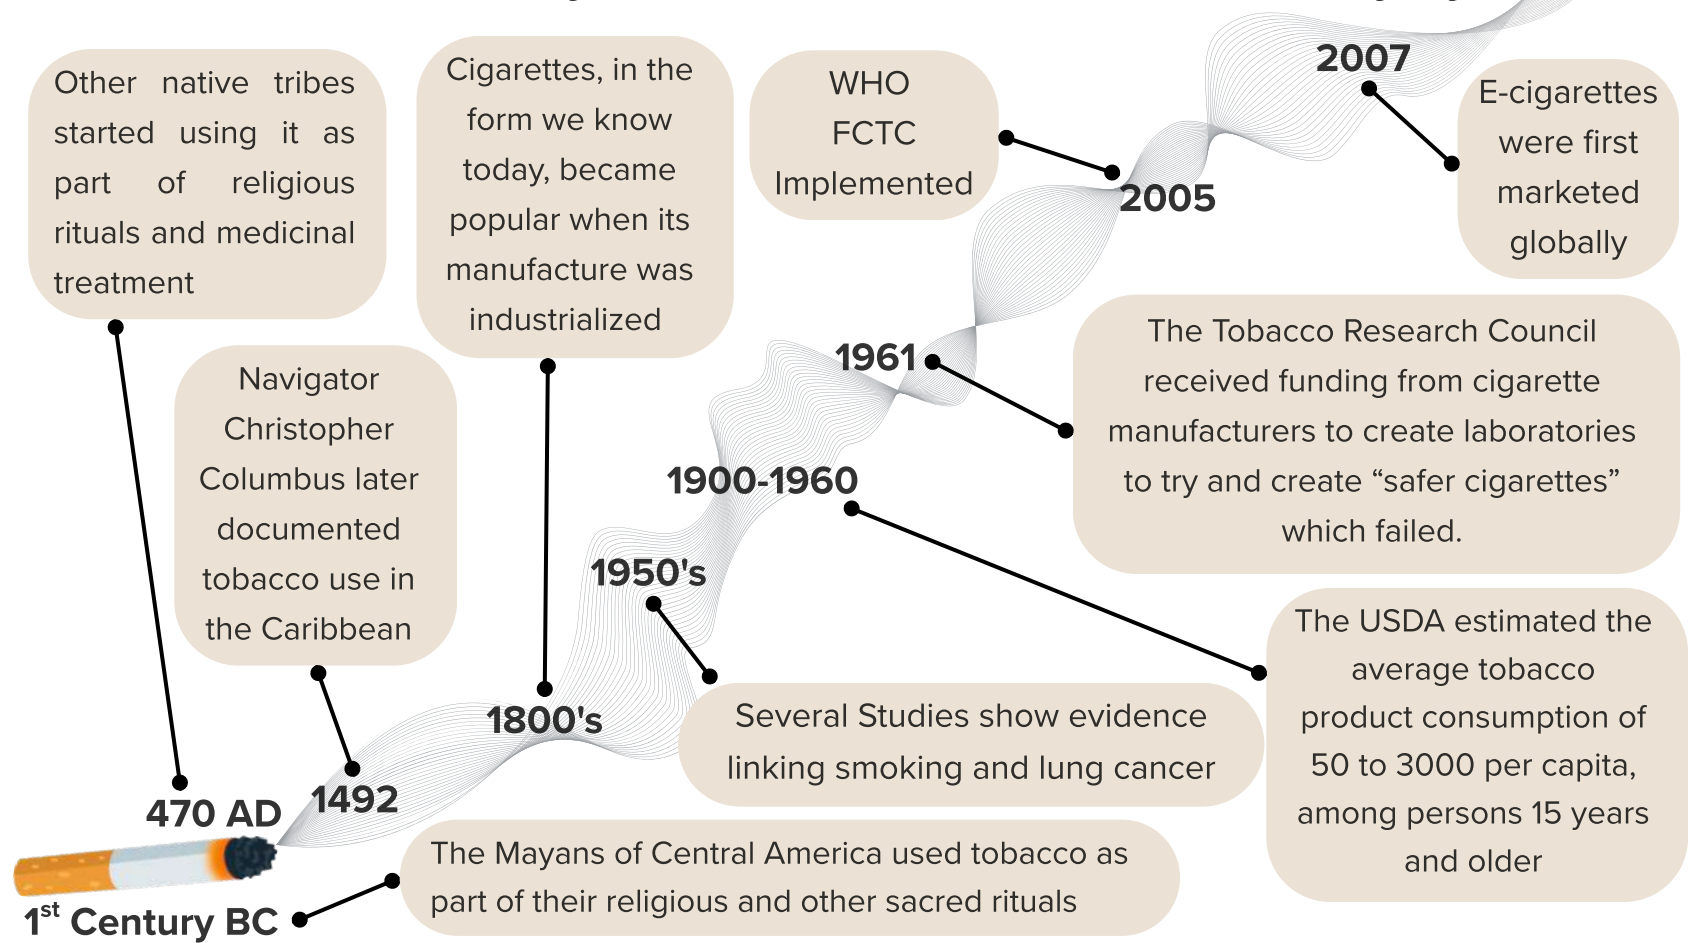 Other native tribes
started using it as
part of religious
rituals and medicinal
treatment
470 AD
Navigator
Christopher
Columbus later
documented
tobacco use in
the Caribbean
1492
Cigarettes, in the
form we know
today, became
popular when its
manufacture was
industrialized
1800's
WHO
FCTC
Implemented
2005
2007
E-cigarettes
were first
marketed
globally
1961
The Tobacco Research Council
received funding from cigarette
manufacturers to create laboratories
to try and create “safer cigarettes”
which failed.
1900-1960
The USDA estimated the
average tobacco
product consumption of
50 to 3000 per capita,
among persons 15 years
and older
1950's
Several Studies show evidence
linking smoking and lung cancer
1st Century BC
The Mayans of Central America used tobacco as
part of their religious and other sacred rituals